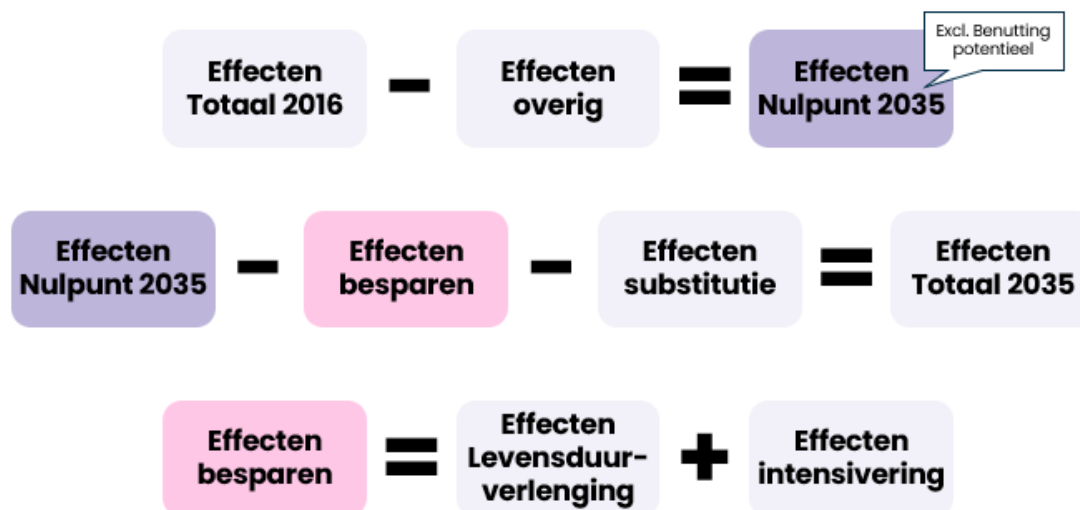 Excl. Benutting
potentieel
Effecten
Totaal 2016
−
Effecten
overig
=
Effecten
Nulpunt 2035
Effecten
Nulpunt 2035
−
Effecten
besparen
−
Effecten
substitutie
=
Effecten
Totaal 2035
Effecten
besparen
=
Effecten
Levensduur-
verlenging
+
Effecten
intensivering